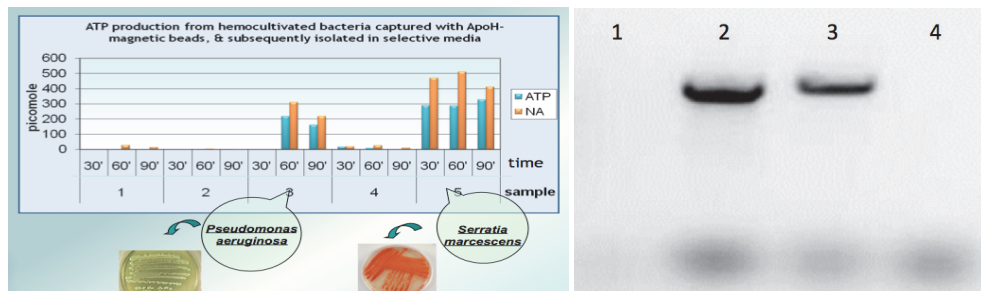 ATP production from hemocultivated bacteria captured with ApoH-
magnetic beads, & subsequently isolated in selective media
600
500
400
300
200
100
0
picomole
ATP
NA
30' 60' 90' 30' 60' 90' 30' 60' 90' 30' 60' 90' 30' 60' 90' time
1 2 3 4 5 sample
Pseudomonas
aeruginosa
Serratia
marcescens
1 2 3 4